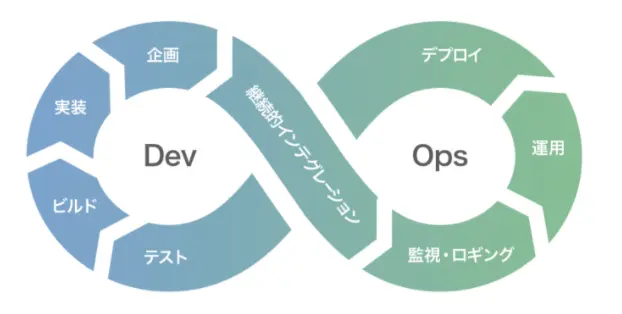 企画
実装
ビルド
テスト
Dev
継続的インテグレーション
デプロイ
運用
監視・ロギング
Ops